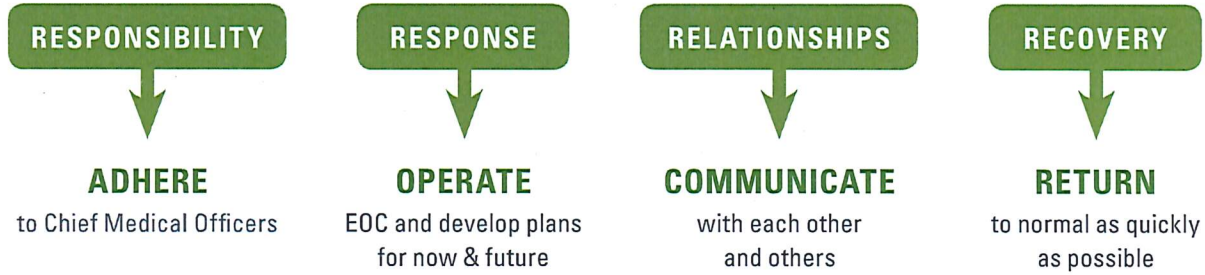 RESPONSIBILITY
ADHERE
to Chief Medical Officers
RESPONSE
OPERATE
EOC and develop plans
for now & future
RELATIONSHIPS
COMMUNICATE
with each other
and others
RECOVERY
RETURN
to normal as quickly
as possible